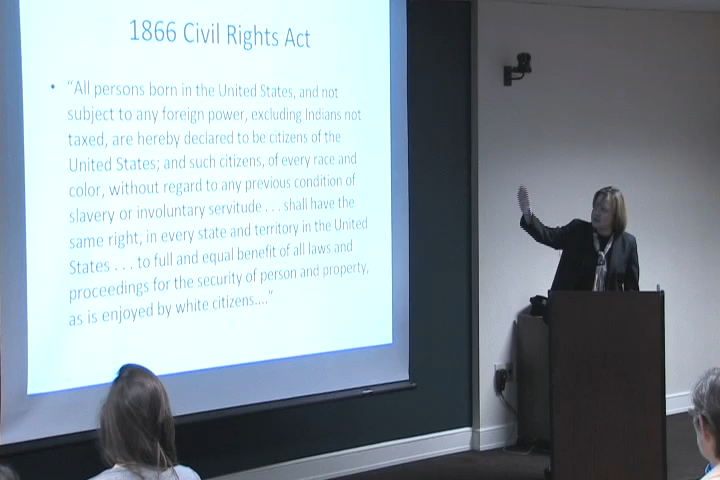 1866 Civil Rights Act
• “All persons born in the United States, and not
subject to any foreign power, excluding Indians not
taxed, are hereby declared to be citizens of the
United States; and such citizens, of every race and
color, without regard to any previous condition of
slavery or involuntary servitude . . . shall have the
same right, in every state and territory in the United
States . . . to full and equal benefit of all laws and
proceedings for the security of person and property,
as is enjoyed by white citizens....”